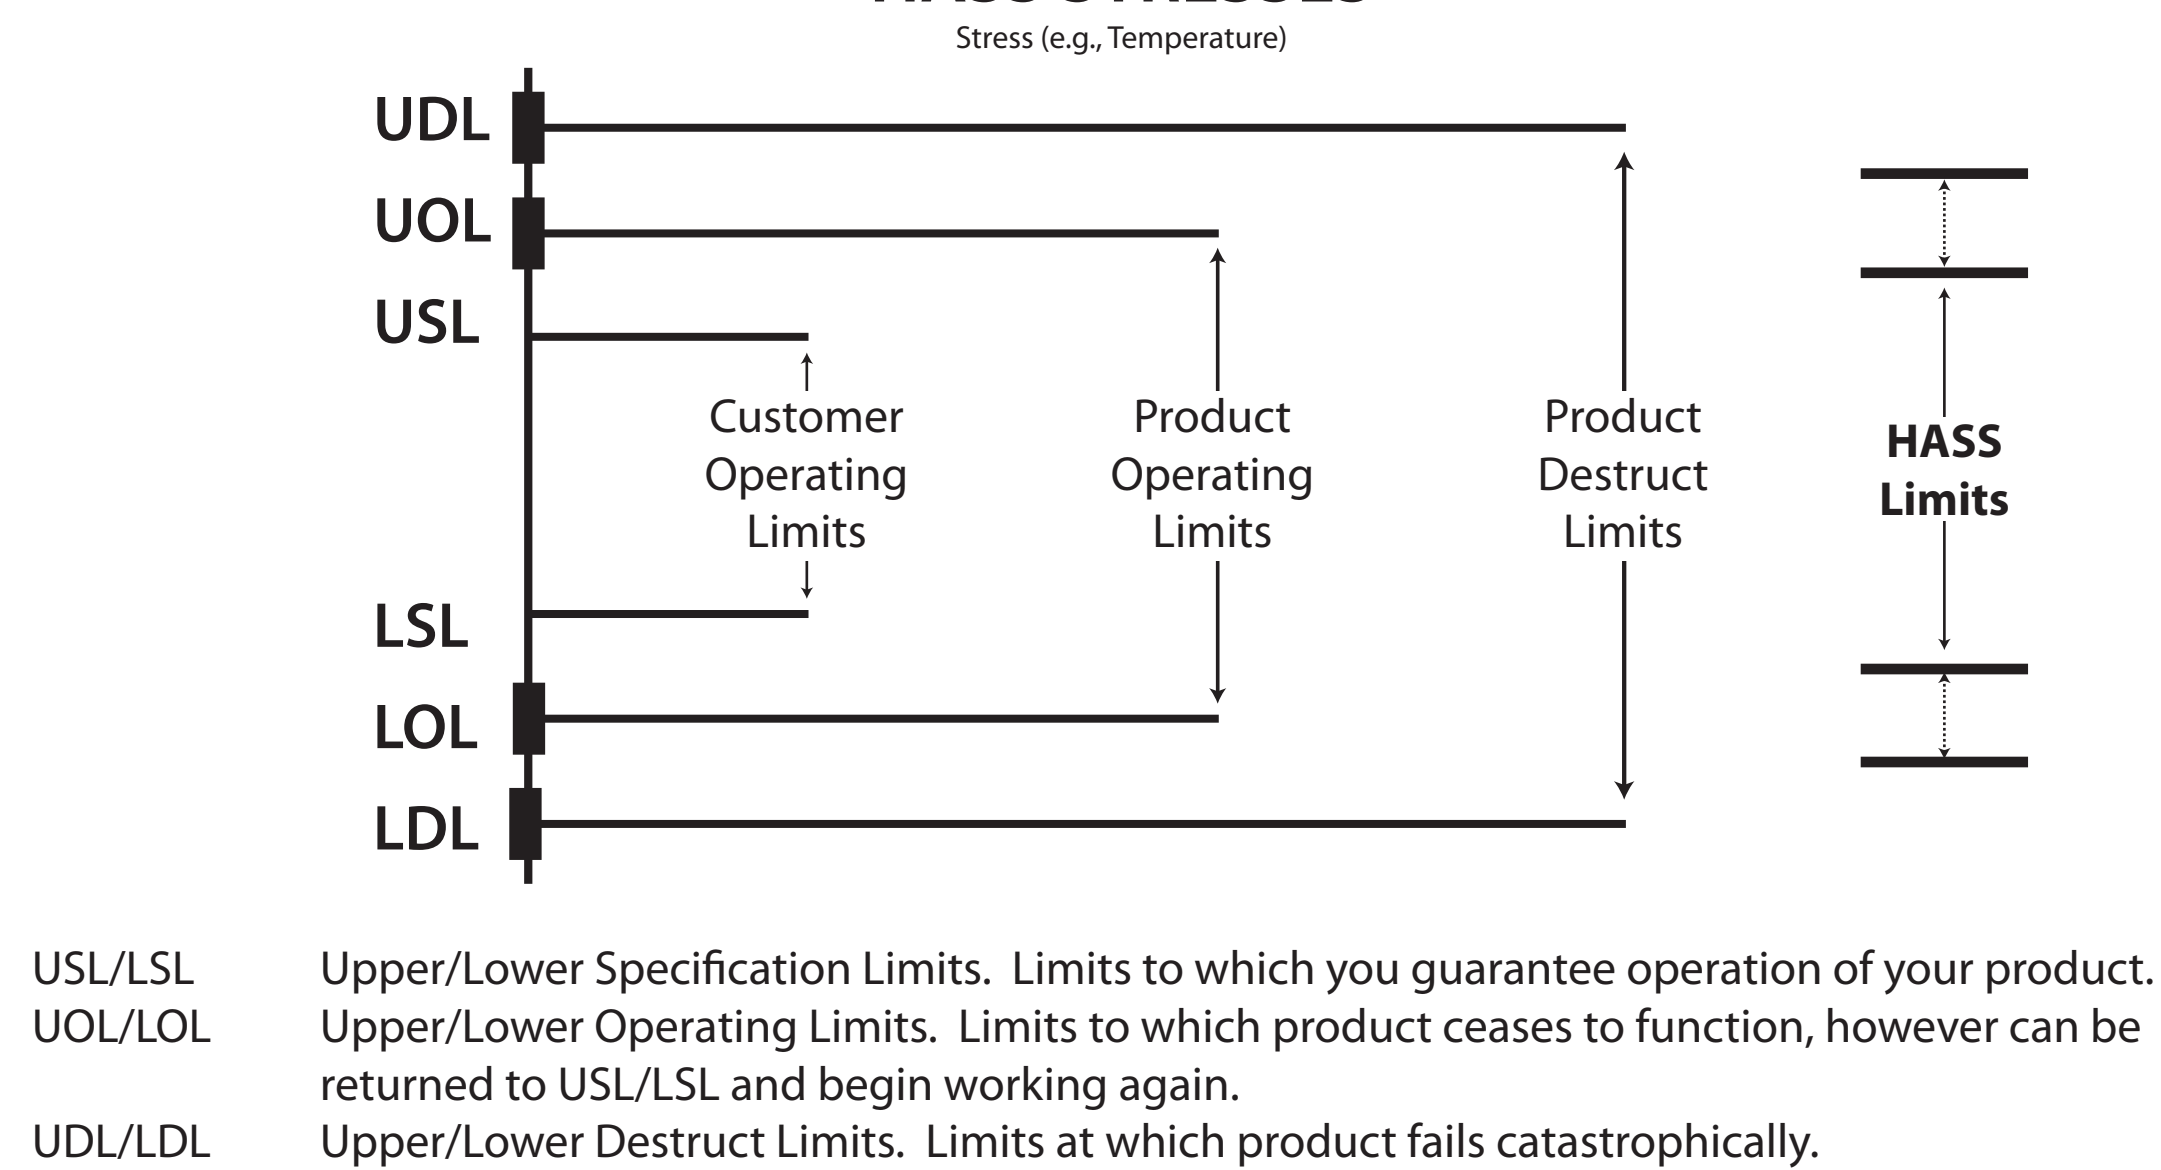 Stress (e.g., Temperature)
UDL
UOL
USL
Customer
Operating
Limits
Product
Operating
Limits
Product
Destruct
Limits
HASS
Limits
LSL
LOL
LDL
USL/LSL Upper/Lower Specification Limits. Limits to which you guarantee operation of your product.
UOL/LOL Upper/Lower Operating Limits. Limits to which product ceases to function, however can be
returned to USL/LSL and begin working again.
UDL/LDL Upper/Lower Destruct Limits. Limits at which product fails catastrophically.